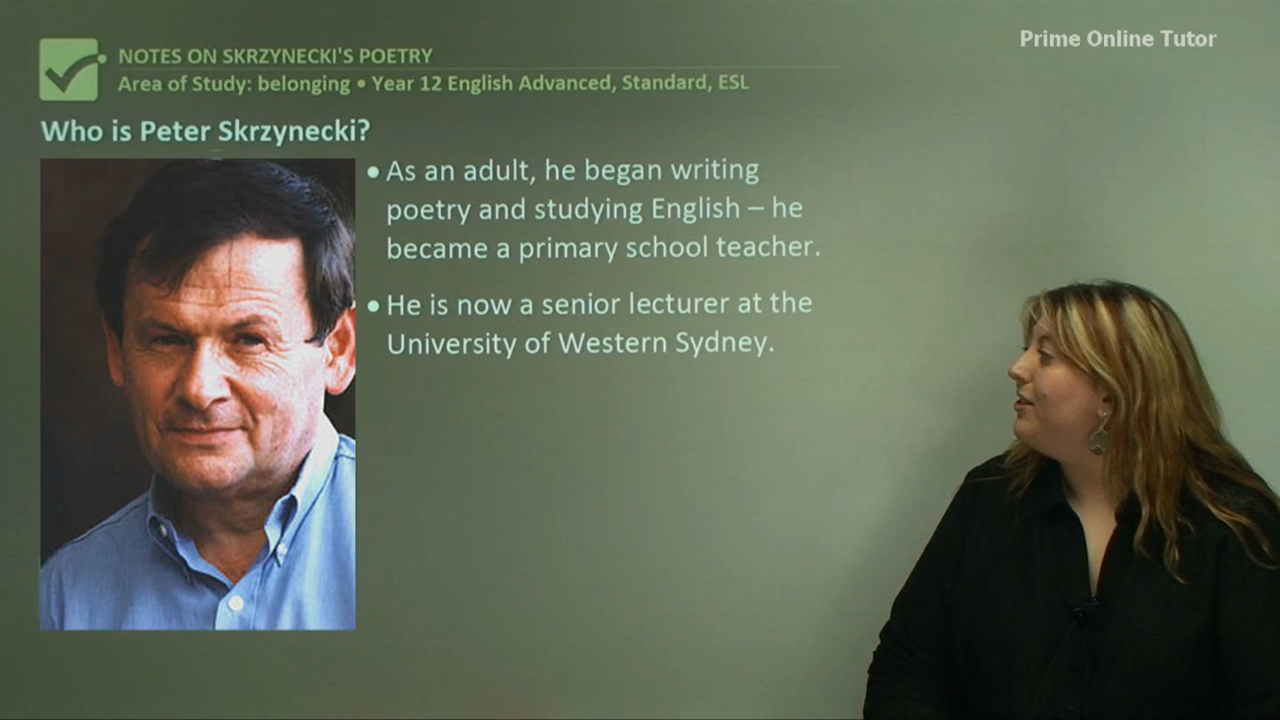 Prime Online Tutor
NOTES ON SKRZYNECKI'S POETRY
Area of Study: belonging • Year 12 English Advanced, Standard, ESL
Who is Peter Skrzynecki?
• As an adult, he began writing
poetry and studying English – he
became a primary school teacher.
• He is now a senior lecturer at the
University of Western Sydney.